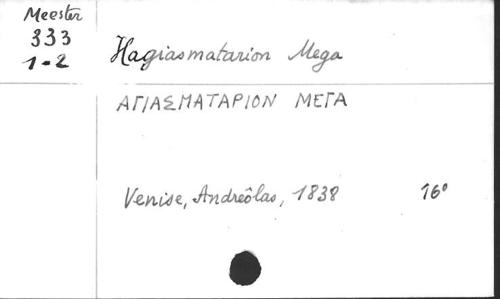 Meester
333
1-2
Hagiasmatarion Mega
ΑΓΙΑΣΜΑΤΑΡΙΟΝ ΜΕΓΑ
Venise, Andreôlas, 1838 16°